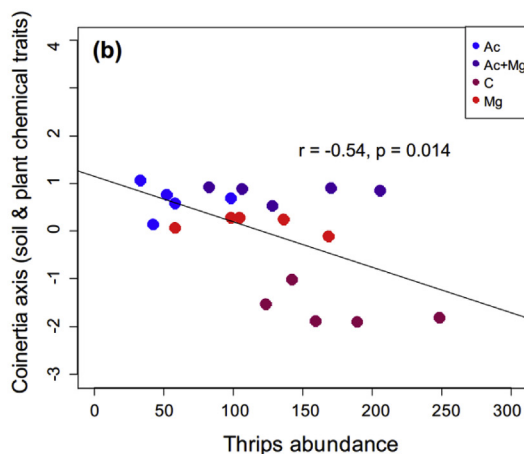 (b)
Ac
Ac+Mg
C
Mg
r = -0.54, p = 0.014
Coinertia axis (soil & plant chemical traits)
4
2
1
0
-1
-2
-3
0
50
100
150
200
250
300
Thrips abundance